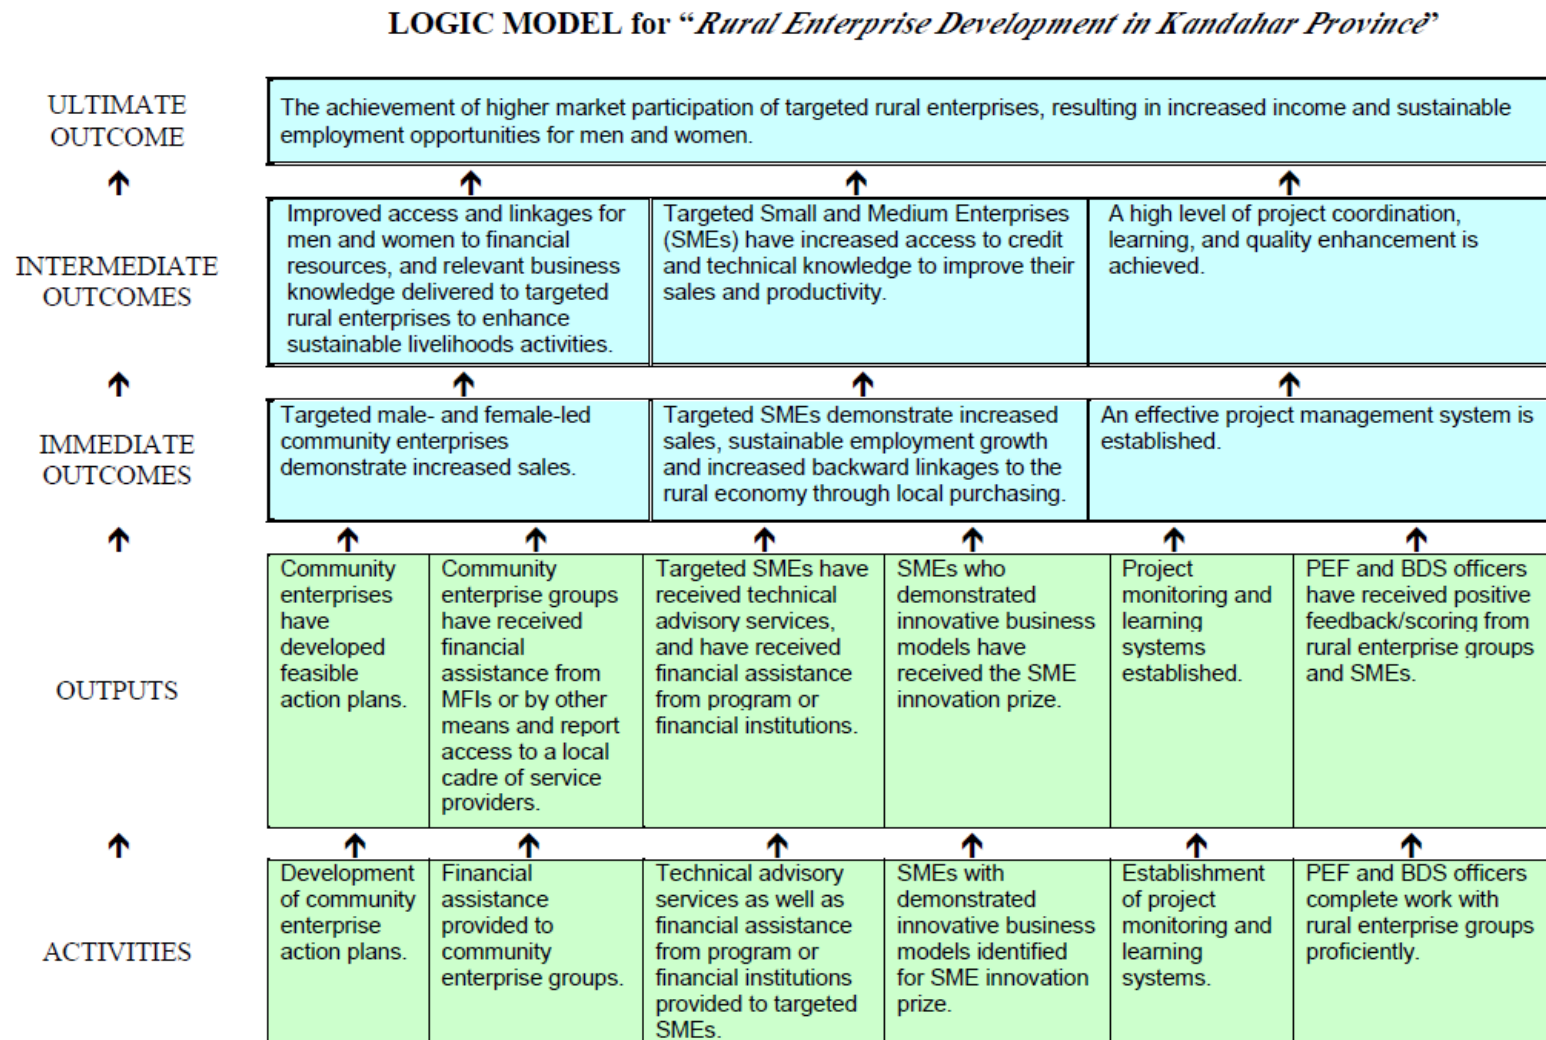 LOGIC MODEL for “Rural Enterprise Development in Kandahar Province”
ULTIMATE
OUTCOME
The achievement of higher market participation of targeted rural enterprises, resulting in increased income and sustainable
employment opportunities for men and women.
INTERMEDIATE
OUTCOMES
Improved access and linkages for
men and women to financial
resources, and relevant business
knowledge delivered to targeted
rural enterprises to enhance
sustainable livelihoods activities.
Targeted Small and Medium Enterprises
(SMEs) have increased access to credit
and technical knowledge to improve their
sales and productivity.
A high level of project coordination,
learning, and quality enhancement is
achieved.
IMMEDIATE
OUTCOMES
Targeted male- and female-led
community enterprises
demonstrate increased sales.
Targeted SMEs demonstrate increased
sales, sustainable employment growth
and increased backward linkages to the
rural economy through local purchasing.
An effective project management system is
established.
OUTPUTS
Community
enterprises
have
developed
feasible
action plans.
Community
enterprise groups
have received
financial
assistance from
MFIs or by other
means and report
access to a local
cadre of service
providers.
Targeted SMEs have
received technical
advisory services,
and have received
financial assistance
from program or
financial institutions.
SMEs who
demonstrated
innovative business
models have
received the SME
innovation prize.
Project
monitoring and
learning
systems
established.
PEF and BDS officers
have received positive
feedback/scoring from
rural enterprise groups
and SMEs.
ACTIVITIES
Development
of community
enterprise
action plans.
Financial
assistance
provided to
community
enterprise groups.
Technical advisory
services as well as
financial assistance
from program or
financial institutions
provided to targeted
SMEs.
SMEs with
demonstrated
innovative business
models identified
for SME innovation
prize.
Establishment
of project
monitoring and
learning
systems.
PEF and BDS officers
complete work with
rural enterprise groups
proficiently.